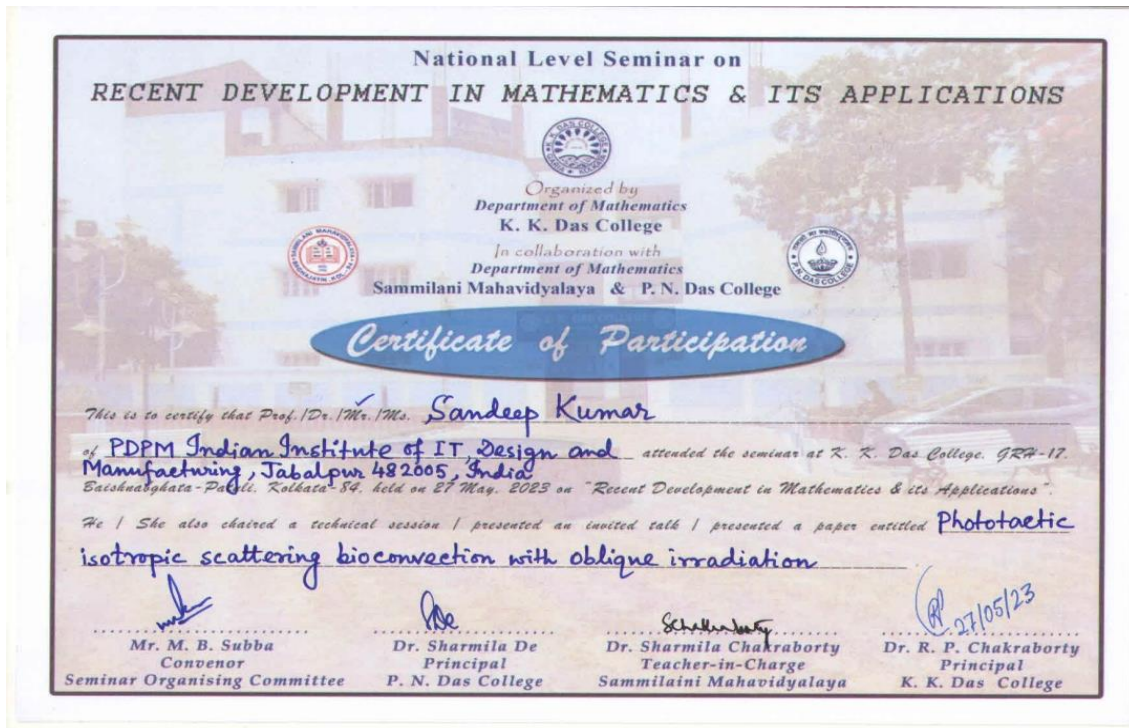 National Level Seminar on
RECENT DEVELOPMENT IN MATHEMATICS & ITS APPLICATIONS
K. K. DAS COLLEGE
Organized by
Department of Mathematics
K. K. Das College
In collaboration with
Department of Mathematics
Sammilani Mahavidyalaya & P. N. Das College
P. N. DAS COLLEGE
Certificate of Participation
This is to certify that Prof./Dr./Mr./Ms. Sandeep Kumar
of PDPM Indian Institute of IT, Design and attended the seminar at K. K. Das College, GRH-17,
Manufacturing, Jabalpur 482005, India
Baishnabghata-Patuli, Kolkata-84, held on 27 May, 2023 on "Recent Development in Mathematics & its Applications".
He / She also chaired a technical session / presented an invited talk / presented a paper entitled Phototactic
isotropic scattering bioconvection with oblique irradiation
SChakraborty
27/05/23
Mr. M. B. Subba Dr. Sharmila De Dr. Sharmila Chakraborty Dr. R. P. Chakraborty
Convenor Principal Teacher-in-Charge Principal
Seminar Organising Committee P. N. Das College Sammilaini Mahavidyalaya K. K. Das College